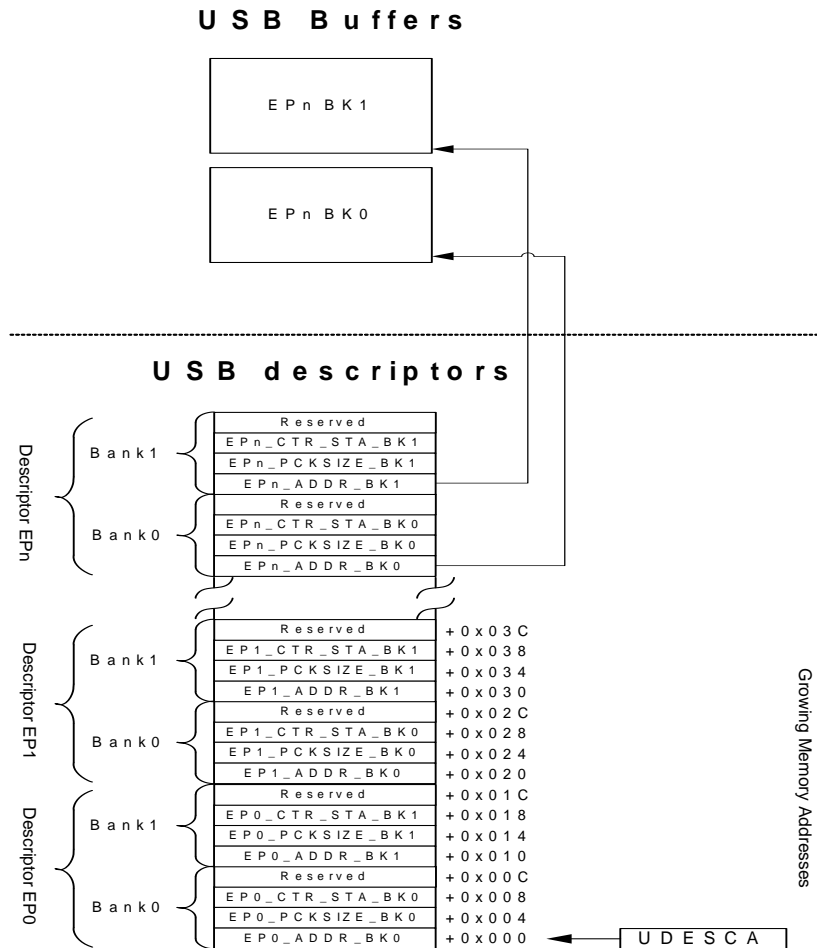 USB Buffers
EPn BK1
EPn BK0
USB descriptors
Descriptor EPn
Bank1
Reserved
EPn_CTR_STA_BK1
EPn_PCKSIZE_BK1
EPn_ADDR_BK1
Bank0
Reserved
EPn_CTR_STA_BK0
EPn_PCKSIZE_BK0
EPn_ADDR_BK0
Descriptor EP1
Bank1
Reserved +0x03C
EP1_CTR_STA_BK1 +0x038
EP1_PCKSIZE_BK1 +0x034
EP1_ADDR_BK1 +0x030
Bank0
Reserved +0x02C
EP1_CTR_STA_BK0 +0x028
EP1_PCKSIZE_BK0 +0x024
EP1_ADDR_BK0 +0x020
Descriptor EP0
Bank1
Reserved +0x01C
EP0_CTR_STA_BK1 +0x018
EP0_PCKSIZE_BK1 +0x014
EP0_ADDR_BK1 +0x010
Bank0
Reserved +0x00C
EP0_CTR_STA_BK0 +0x008
EP0_PCKSIZE_BK0 +0x004
EP0_ADDR_BK0 +0x000
UDESCA
Growing Memory Addresses